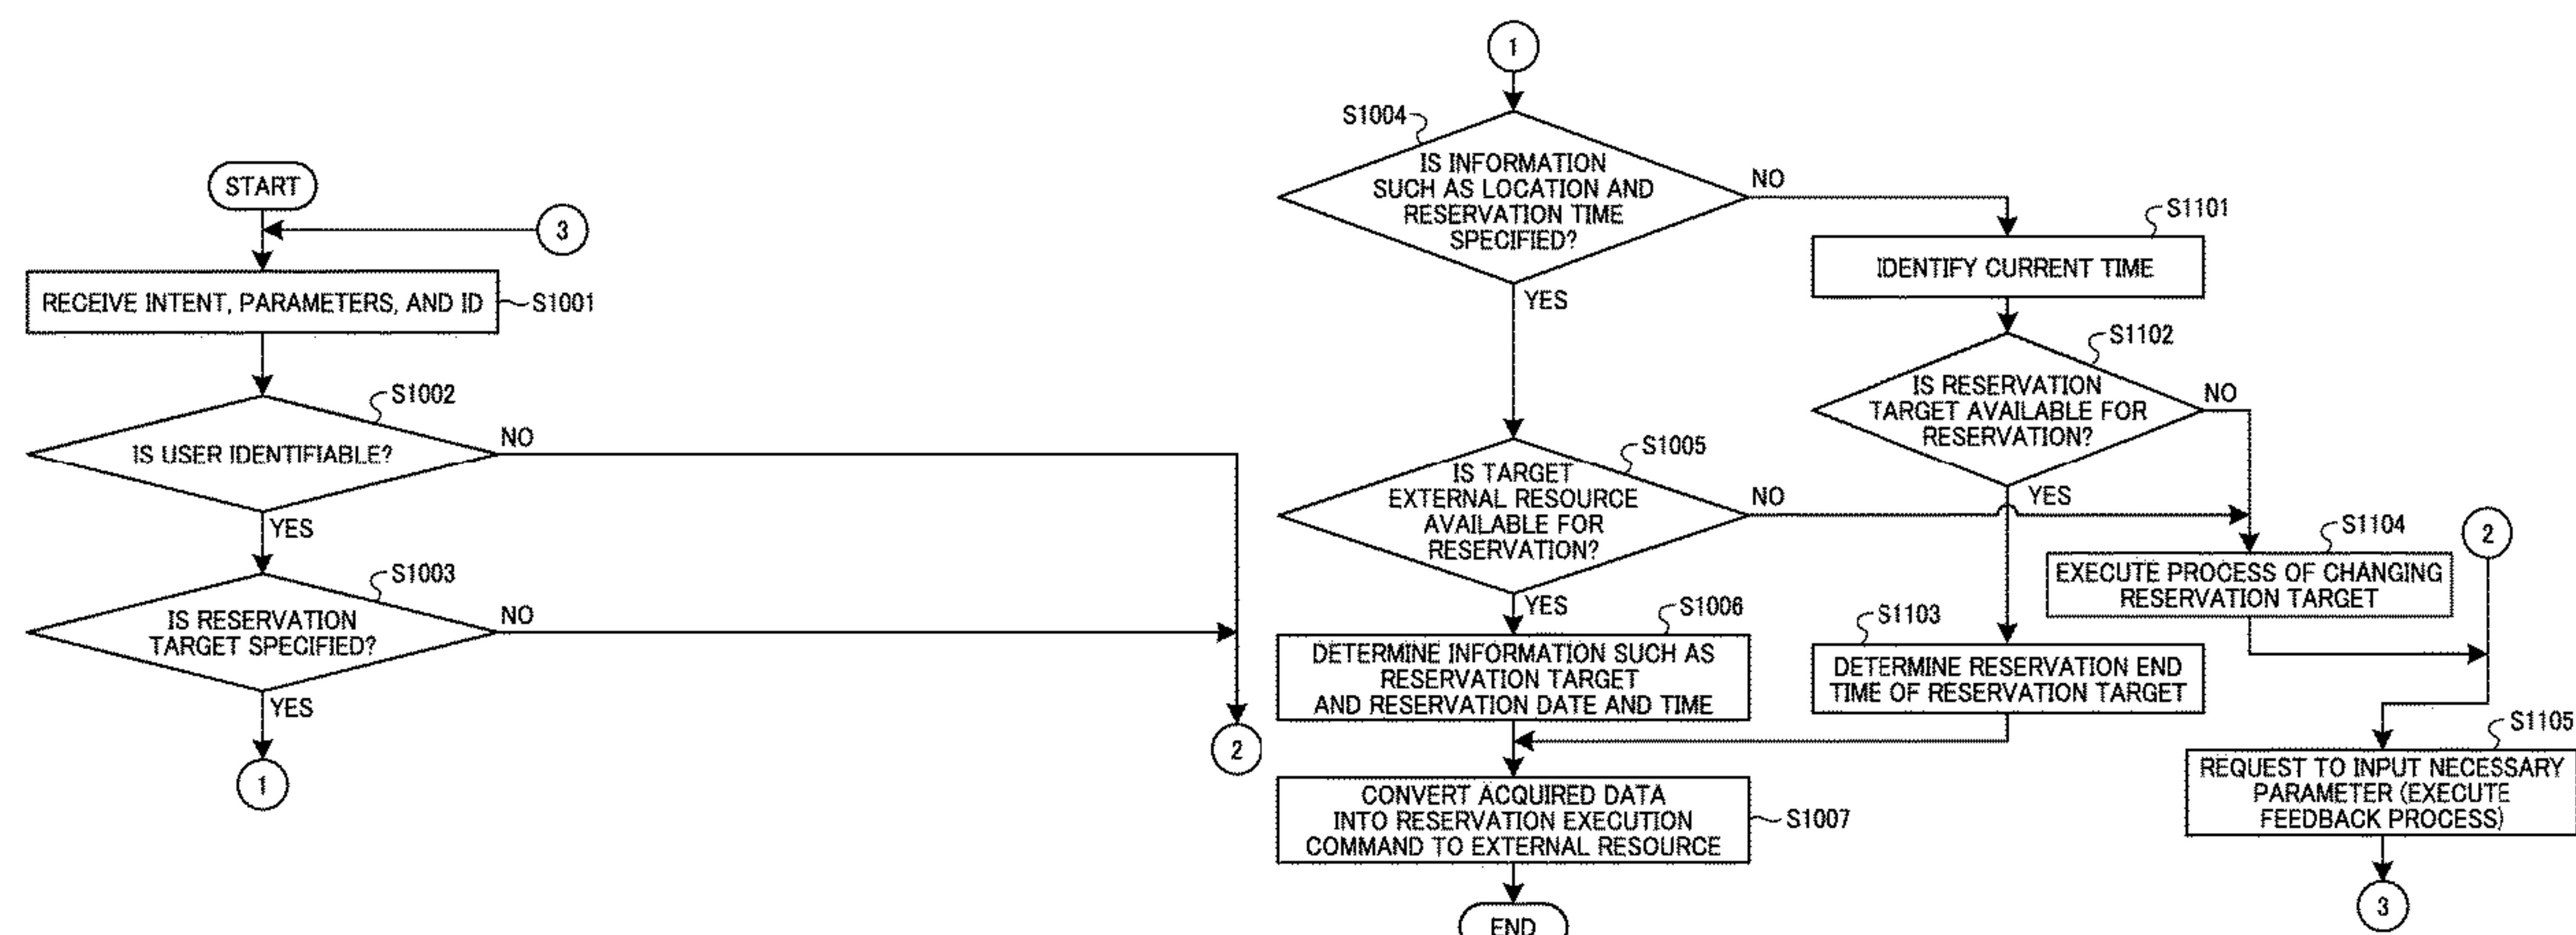 START
3
RECEIVE INTENT, PARAMETERS, AND ID
S1001
S1002
IS USER IDENTIFIABLE?
NO
YES
S1003
IS RESERVATION
TARGET SPECIFIED?
NO
YES
1
2
1
S1004
IS INFORMATION
SUCH AS LOCATION AND
RESERVATION TIME
SPECIFIED?
NO
YES
S1101
IDENTIFY CURRENT TIME
S1102
IS RESERVATION
TARGET AVAILABLE FOR
RESERVATION?
NO
YES
S1005
IS TARGET
EXTERNAL RESOURCE
AVAILABLE FOR
RESERVATION?
NO
YES
S1104
EXECUTE PROCESS OF CHANGING
RESERVATION TARGET
2
S1006
DETERMINE INFORMATION SUCH AS
RESERVATION TARGET
AND RESERVATION DATE AND TIME
S1103
DETERMINE RESERVATION END
TIME OF RESERVATION TARGET
S1105
REQUEST TO INPUT NECESSARY
PARAMETER (EXECUTE
FEEDBACK PROCESS)
3
CONVERT ACQUIRED DATA
INTO RESERVATION EXECUTION
COMMAND TO EXTERNAL RESOURCE
S1007
END